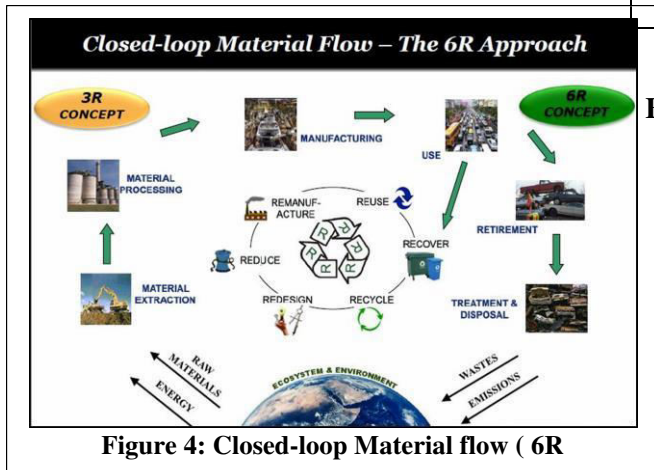 Closed-loop Material Flow – The 6R Approach
3R
CONCEPT
6R
CONCEPT
MANUFACTURING
USE
MATERIAL
PROCESSING
REMANUF-
ACTURE
REUSE
RETIREMENT
REDUCE
RECOVER
MATERIAL
EXTRACTION
REDESIGN
RECYCLE
TREATMENT &
DISPOSAL
R
R
R
R
R
R
RAW
MATERIALS
ENERGY
ECOSYSTEM & ENVIRONMENT
WASTES
EMISSIONS
Figure 4: Closed-loop Material flow ( 6R